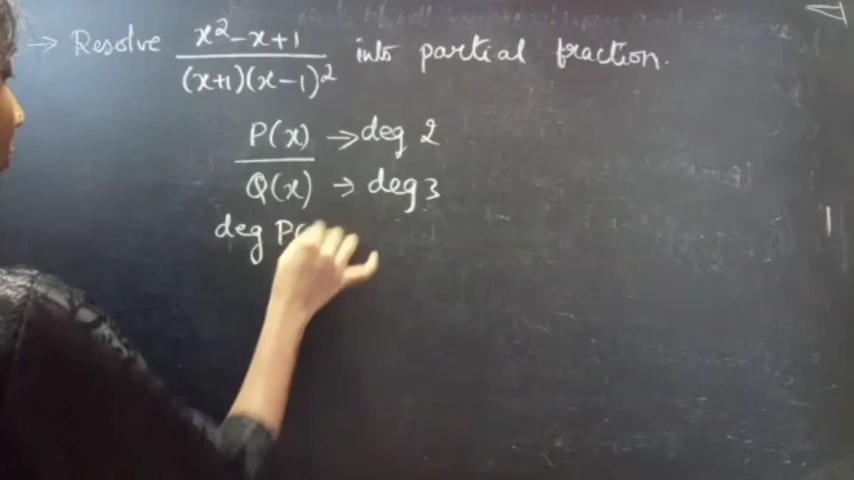 → Resolve x²-x+1 / (x+1)(x-1)² into partial fraction.
P(x) → deg 2
Q(x) → deg 3
deg P(